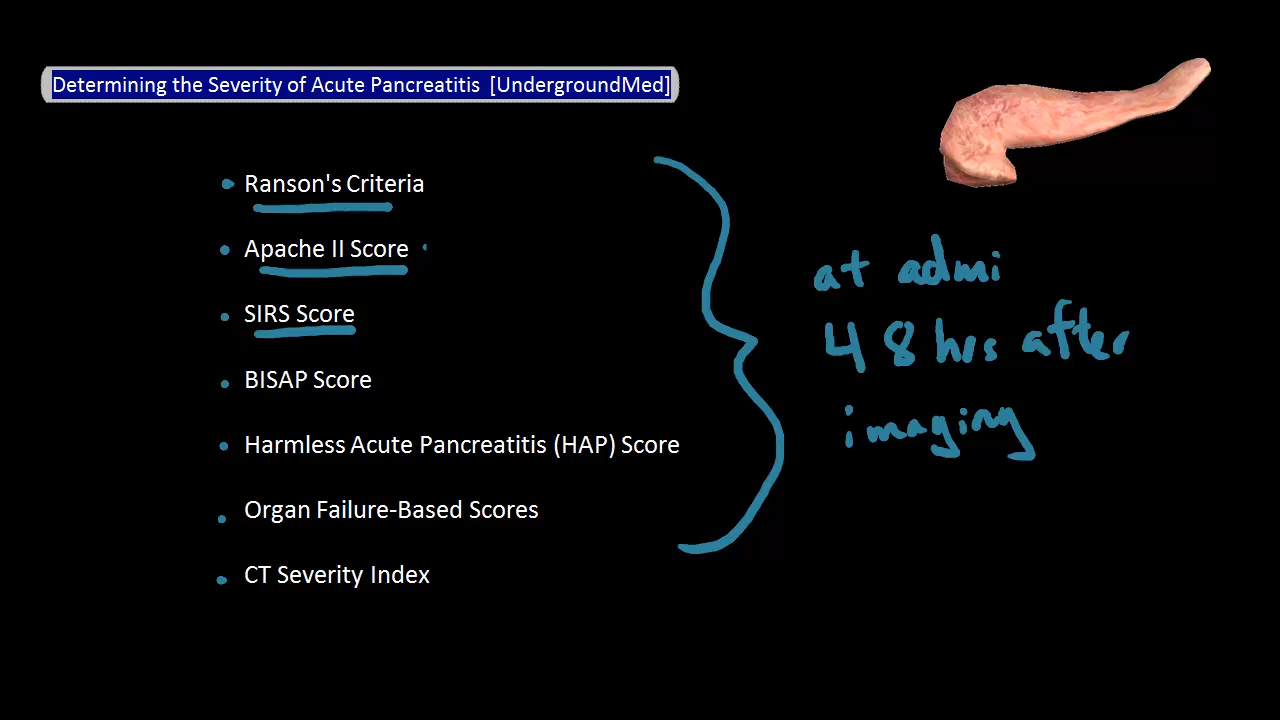 Determining the Severity of Acute Pancreatitis [UndergroundMed]
Ranson's Criteria
Apache II Score
SIRS Score
BISAP Score
Harmless Acute Pancreatitis (HAP) Score
Organ Failure-Based Scores
CT Severity Index
at admi
48 hrs after
imaging